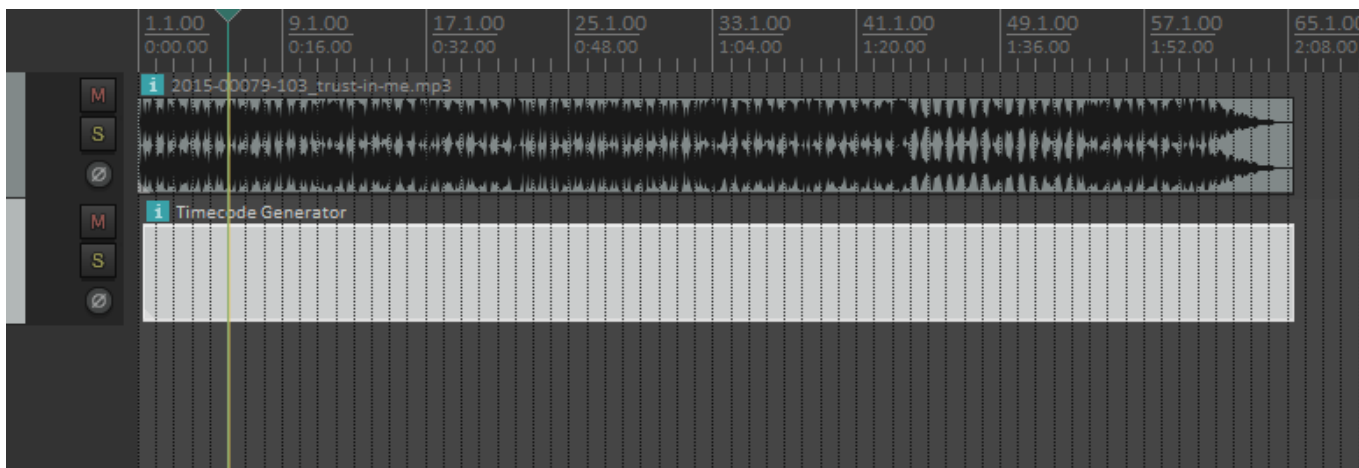 1.1.00 9.1.00 17.1.00 25.1.00 33.1.00 41.1.00 49.1.00 57.1.00 65.1.00
0:00.00 0:16.00 0:32.00 0:48.00 1:04.00 1:20.00 1:36.00 1:52.00 2:08.00
i 2015-00079-103_trust-in-me.mp3
M
S
i Timecode Generator
M
S